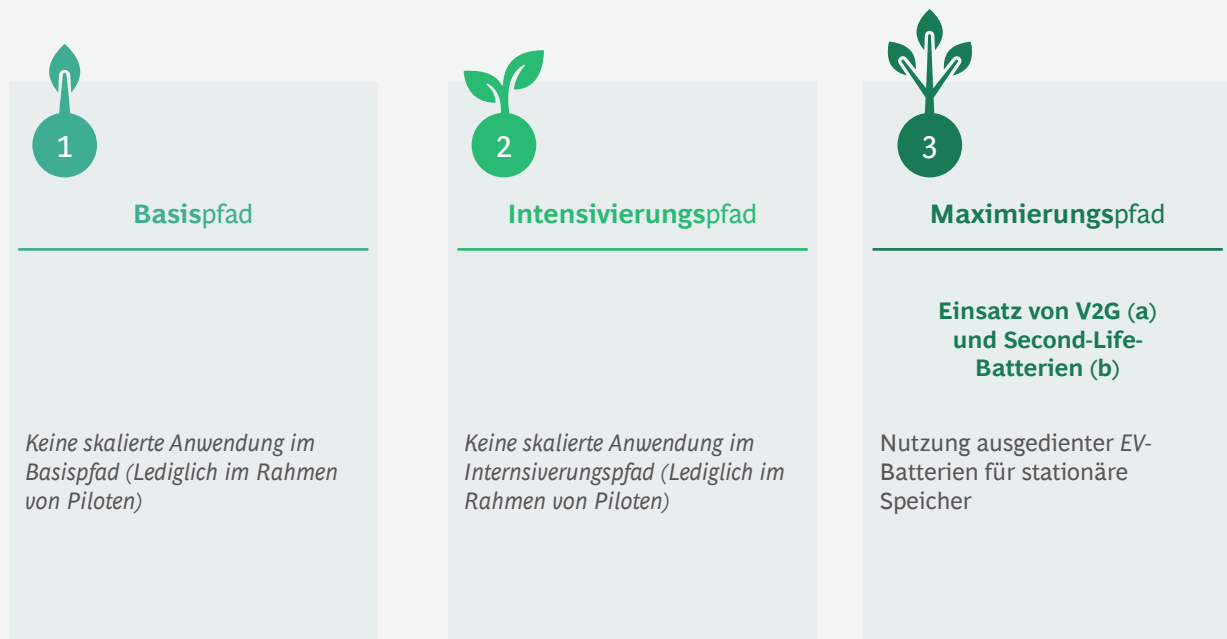 1
Basispfad
Keine skalierte Anwendung im
Basispfad (Lediglich im Rahmen
von Piloten)
2
Intensivierungspfad
Keine skalierte Anwendung im
Internsiverungspfad (Lediglich im
Rahmen von Piloten)
3
Maximierungspfad
Einsatz von V2G (a)
und Second-Life-
Batterien (b)
Nutzung ausgedienter EV-
Batterien für stationäre
Speicher